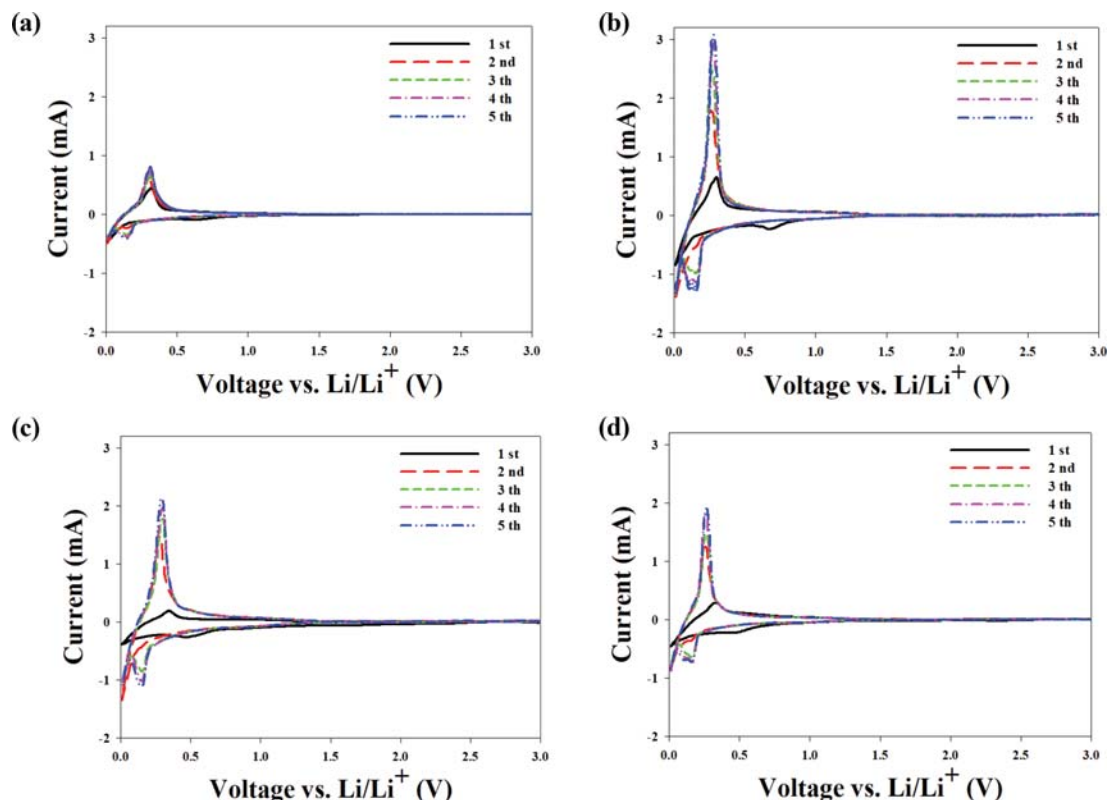 (a)
3
2
1
0
-1
-2
Current (mA)
1 st
2 nd
3 th
4 th
5 th
0.0 0.5 1.0 1.5 2.0 2.5 3.0
Voltage vs. Li/Li+ (V)
(b)
3
2
1
0
-1
-2
Current (mA)
1 st
2 nd
3 th
4 th
5 th
0.0 0.5 1.0 1.5 2.0 2.5 3.0
Voltage vs. Li/Li+ (V)
(c)
3
2
1
0
-1
-2
Current (mA)
1 st
2 nd
3 th
4 th
5 th
0.0 0.5 1.0 1.5 2.0 2.5 3.0
Voltage vs. Li/Li+ (V)
(d)
3
2
1
0
-1
-2
Current (mA)
1 st
2 nd
3 th
4 th
5 th
0.0 0.5 1.0 1.5 2.0 2.5 3.0
Voltage vs. Li/Li+ (V)